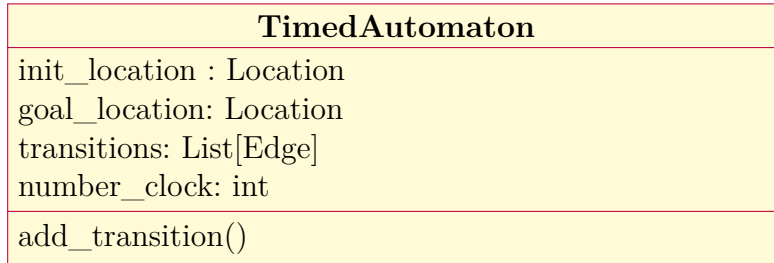 TimedAutomaton
init_location : Location
goal_location: Location
transitions: List[Edge]
number_clock: int
add_transition()